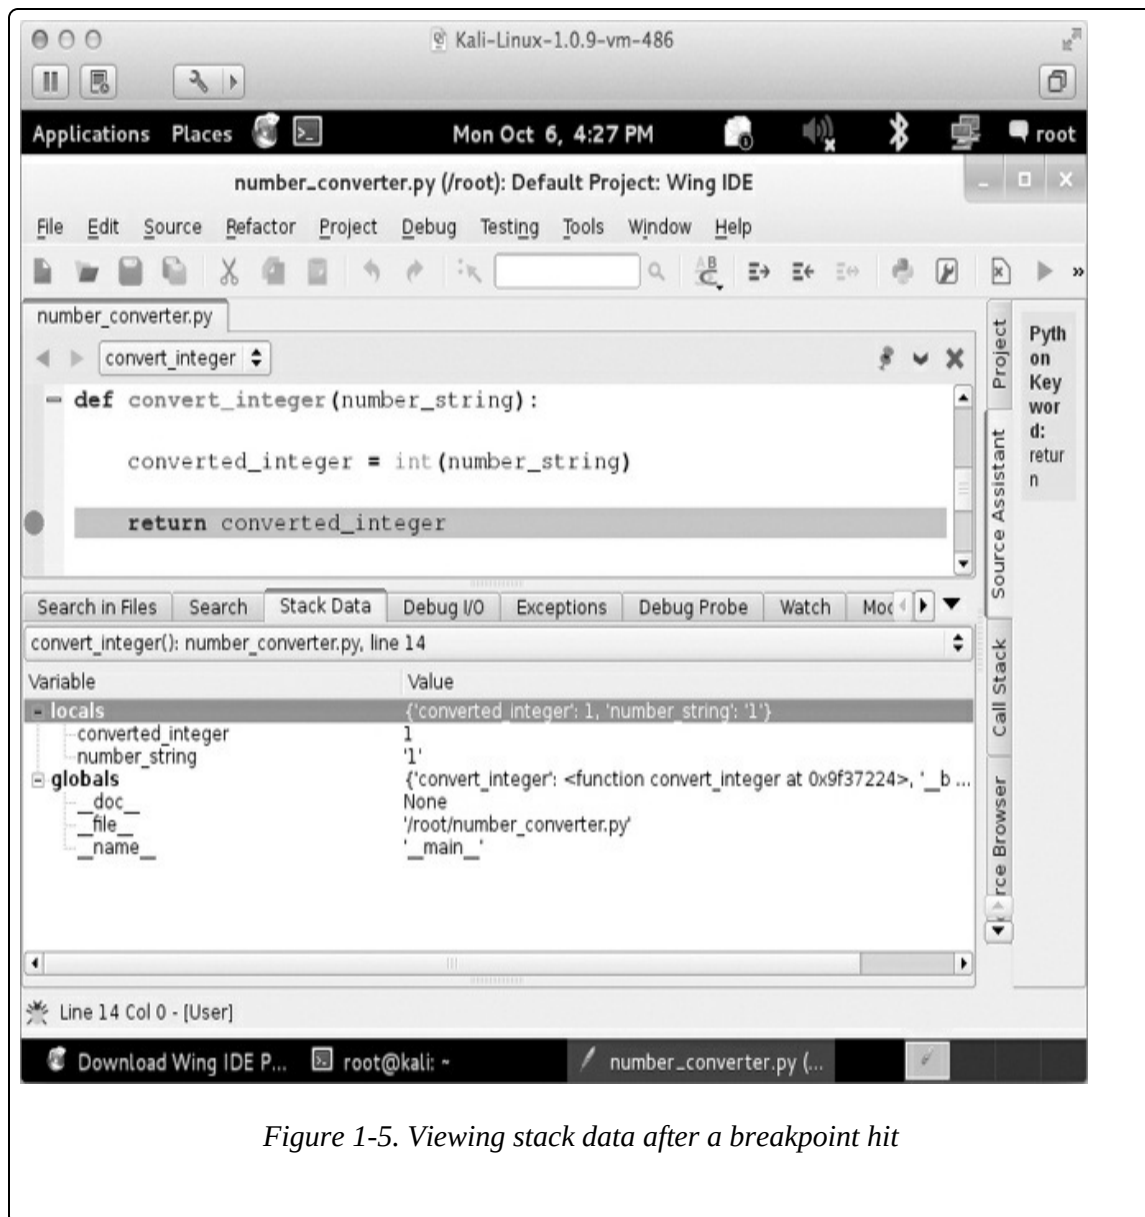 Kali-Linux-1.0.9-vm-486
Applications Places Mon Oct 6, 4:27 PM root
number_converter.py (/root): Default Project: Wing IDE
File Edit Source Refactor Project Debug Testing Tools Window Help
number_converter.py
convert_integer
def convert_integer(number_string):
converted_integer = int(number_string)
return converted_integer
Project
Source Assistant
Call Stack
rce Browser
Pyth
on
Key
wor
d:
retur
n
Search in Files Search Stack Data Debug I/O Exceptions Debug Probe Watch Moc
convert_integer(): number_converter.py, line 14
Variable Value
locals {'converted_integer': 1, 'number_string': '1'}
converted_integer 1
number_string '1'
globals {'convert_integer': <function convert_integer at 0x9f37224>, '__b ...
__doc__ None
__file__ '/root/number_converter.py'
__name__ '__main__'
Line 14 Col 0 - [User]
Download Wing IDE P... root@kali: ~ number_converter.py (...
Figure 1-5. Viewing stack data after a breakpoint hit